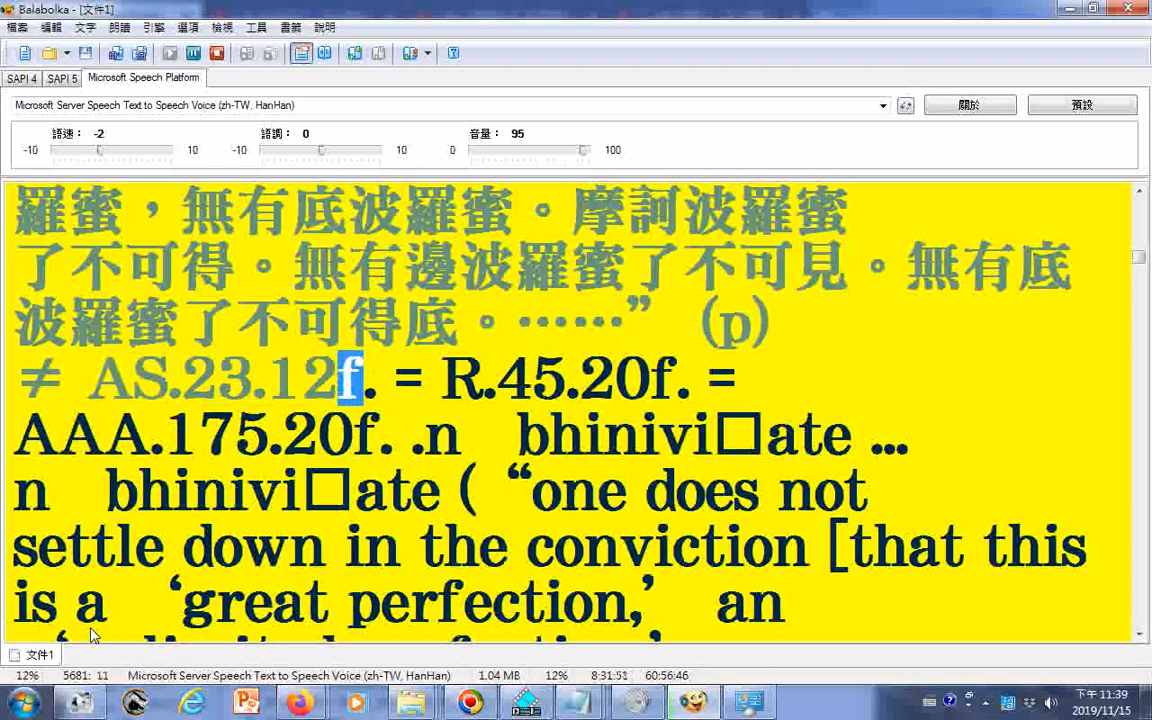 Balabolka - [文件1]
檔案 編輯 文字 朗讀 引擎 選項 檢視 工具 書籤 說明
SAPI 4 SAPI 5 Microsoft Speech Platform
Microsoft Server Speech Text to Speech Voice (zh-TW, HanHan) 關於 預設
語速： -2 語調： 0 音量： 95
-10 10 -10 10 0 100
羅蜜，無有底波羅蜜。摩訶波羅蜜
了不可得。無有邊波羅蜜了不可見。無有底
波羅蜜了不可得底。……” (p)
≠ AS.23.12f. = R.45.20f. =
AAA.175.20f. .n bhinivi□ate ...
n bhinivi□ate ( “one does not
settle down in the conviction [that this
is a ‘great perfection,’ an
文件1
12% 5681: 11 Microsoft Server Speech Text to Speech Voice (zh-TW, HanHan) 1.04 MB 12% 8:31:51 60:56:46
下午 11:39
2019/11/15